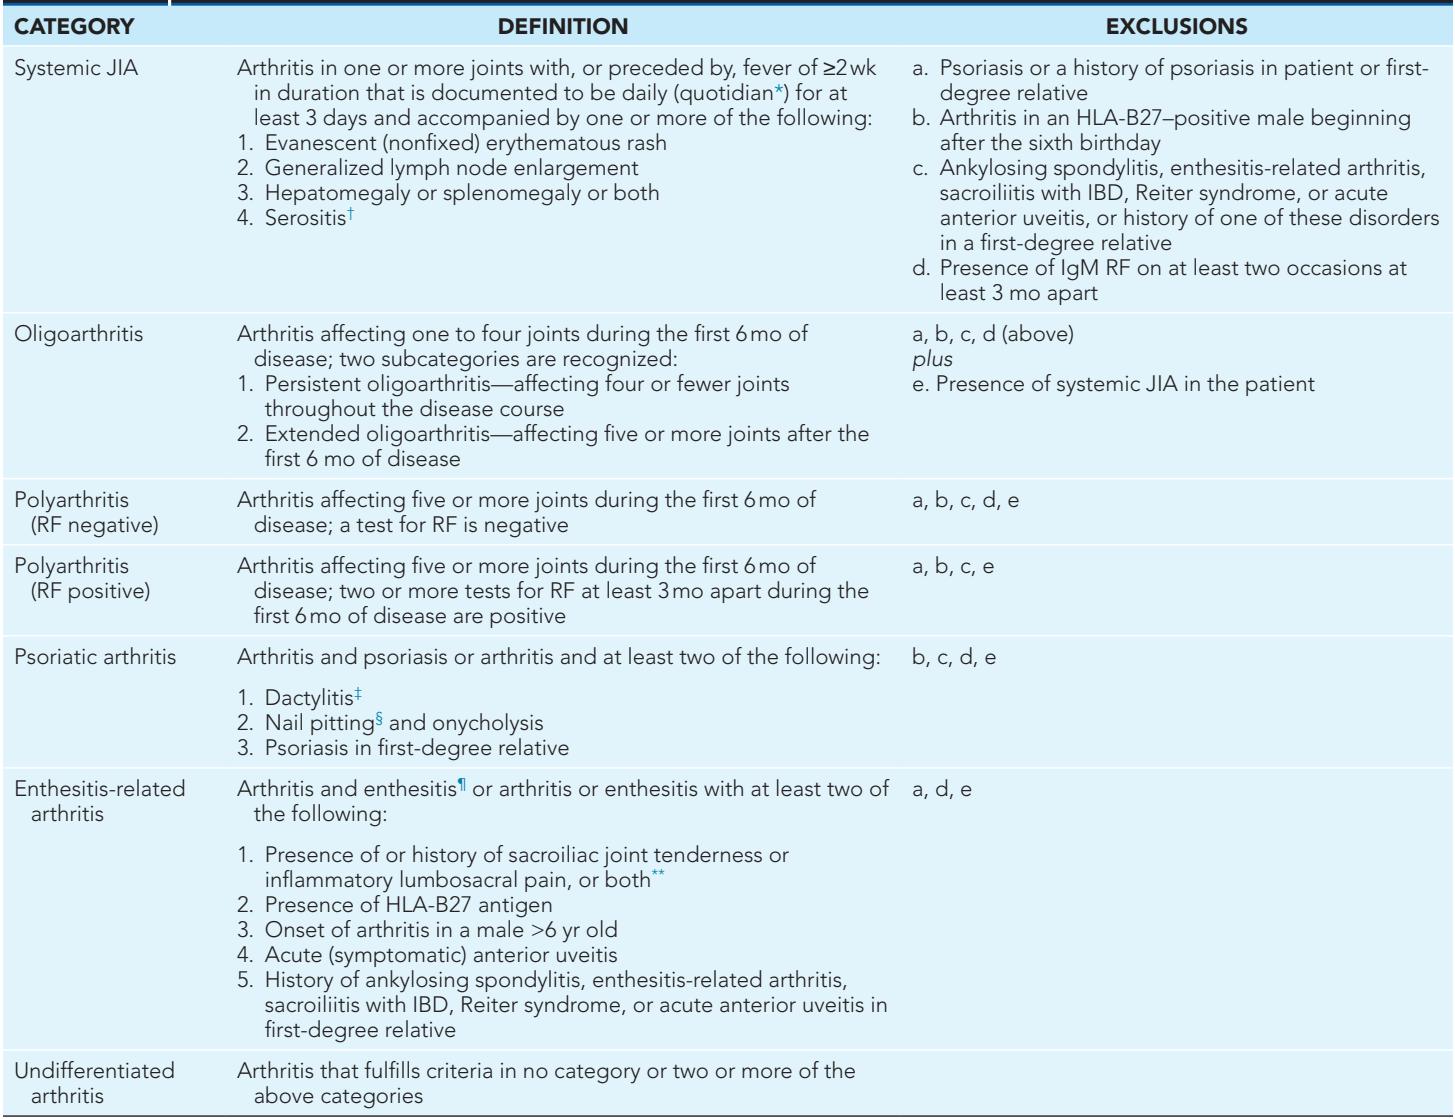 CATEGORY DEFINITION EXCLUSIONS
Systemic JIA
Arthritis in one or more joints with, or preceded by, fever of ≥2 wk
in duration that is documented to be daily (quotidian*) for at
least 3 days and accompanied by one or more of the following:
1. Evanescent (nonfixed) erythematous rash
2. Generalized lymph node enlargement
3. Hepatomegaly or splenomegaly or both
4. Serositis†
a. Psoriasis or a history of psoriasis in patient or first-
degree relative
b. Arthritis in an HLA-B27–positive male beginning
after the sixth birthday
c. Ankylosing spondylitis, enthesitis-related arthritis,
sacroiliitis with IBD, Reiter syndrome, or acute
anterior uveitis, or history of one of these disorders
in a first-degree relative
d. Presence of IgM RF on at least two occasions at
least 3 mo apart
Oligoarthritis
Arthritis affecting one to four joints during the first 6 mo of
disease; two subcategories are recognized:
1. Persistent oligoarthritis—affecting four or fewer joints
throughout the disease course
2. Extended oligoarthritis—affecting five or more joints after the
first 6 mo of disease
a, b, c, d (above)
plus
e. Presence of systemic JIA in the patient
Polyarthritis
(RF negative)
Arthritis affecting five or more joints during the first 6 mo of
disease; a test for RF is negative
a, b, c, d, e
Polyarthritis
(RF positive)
Arthritis affecting five or more joints during the first 6 mo of
disease; two or more tests for RF at least 3 mo apart during the
first 6 mo of disease are positive
a, b, c, e
Psoriatic arthritis
Arthritis and psoriasis or arthritis and at least two of the following:
1. Dactylitis‡
2. Nail pitting§ and onycholysis
3. Psoriasis in first-degree relative
b, c, d, e
Enthesitis-related
arthritis
Arthritis and enthesitis¶ or arthritis or enthesitis with at least two of
the following:
1. Presence of or history of sacroiliac joint tenderness or
inflammatory lumbosacral pain, or both**
2. Presence of HLA-B27 antigen
3. Onset of arthritis in a male >6 yr old
4. Acute (symptomatic) anterior uveitis
5. History of ankylosing spondylitis, enthesitis-related arthritis,
sacroiliitis with IBD, Reiter syndrome, or acute anterior uveitis in
first-degree relative
a, d, e
Undifferentiated
arthritis
Arthritis that fulfills criteria in no category or two or more of the
above categories